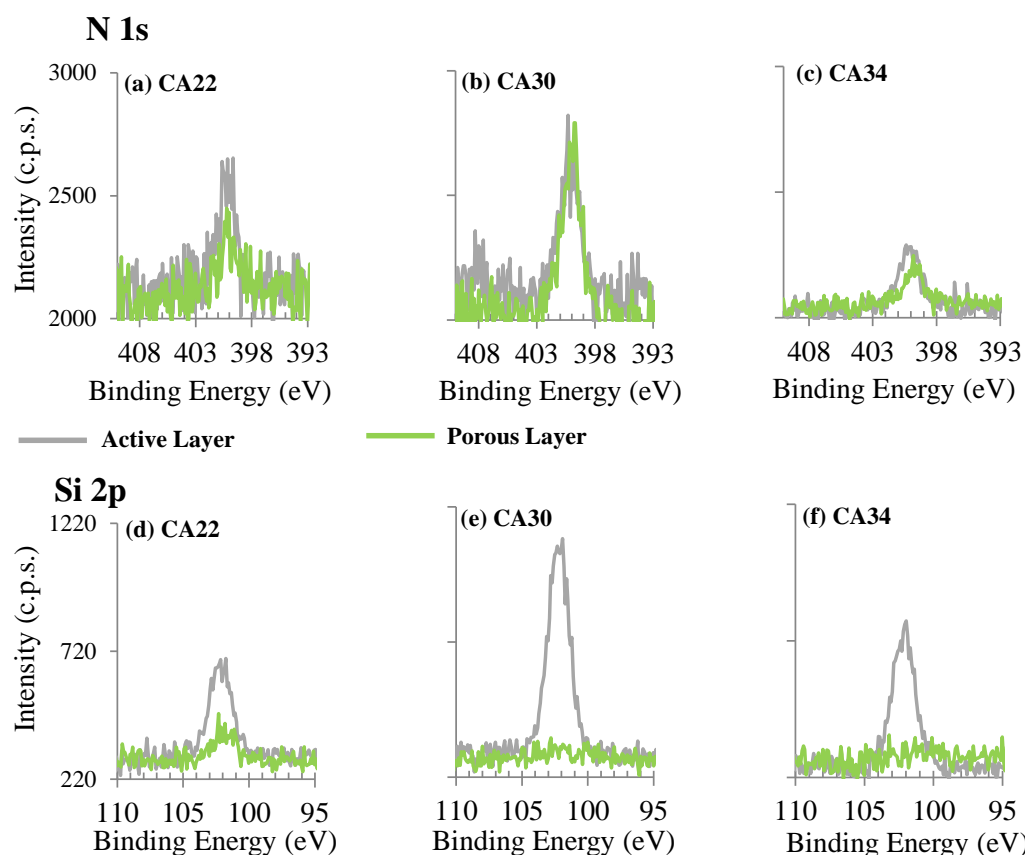 N 1s
(a) CA22
(b) CA30
(c) CA34
Intensity (c.p.s.)
3000
2500
2000
408 403 398 393
408 403 398 393
408 403 398 393
Binding Energy (eV)
Binding Energy (eV)
Binding Energy (eV)
Active Layer
Porous Layer
Si 2p
(d) CA22
(e) CA30
(f) CA34
Intensity (c.p.s.)
1220
720
220
110 105 100 95
110 105 100 95
110 105 100 95
Binding Energy (eV)
Binding Energy (eV)
Binding Energy (eV)